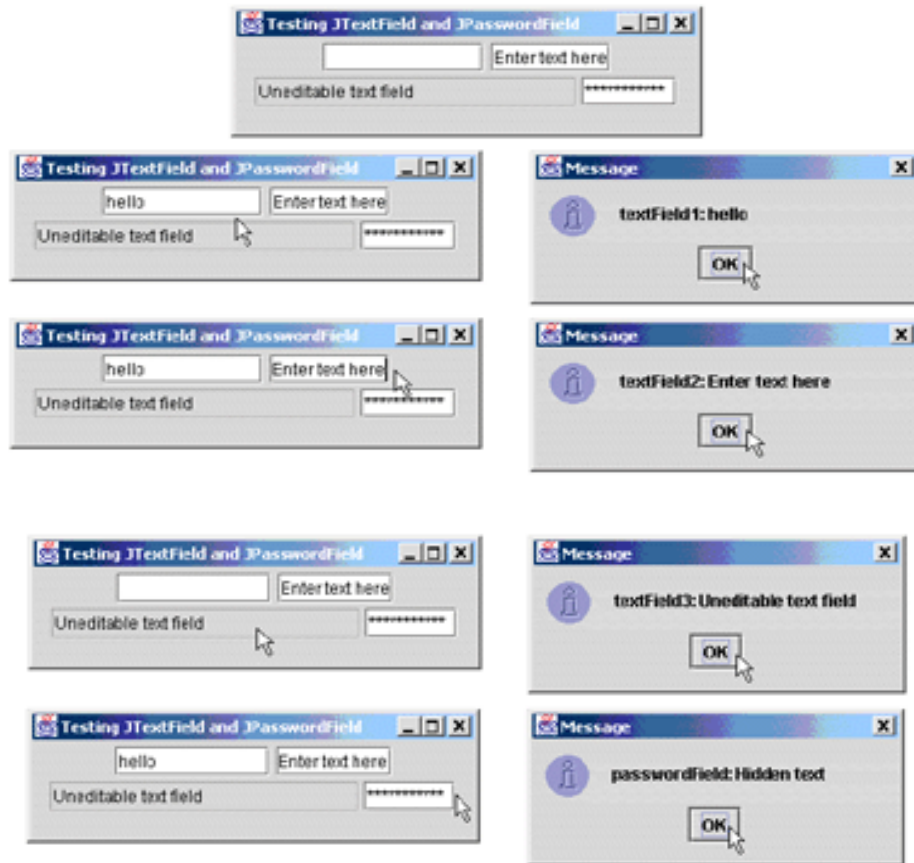 Testing JTextField and JPasswordField
Enter text here
Uneditable text field ***********
Testing JTextField and JPasswordField
hello Enter text here
Uneditable text field ***********
Message
textField1: hello
OK
Testing JTextField and JPasswordField
hello Enter text here
Uneditable text field ***********
Message
textField2: Enter text here
OK
Testing JTextField and JPasswordField
Enter text here
Uneditable text field ***********
Message
textField3: Uneditable text field
OK
Testing JTextField and JPasswordField
hello Enter text here
Uneditable text field ***********
Message
passwordField: Hidden text
OK